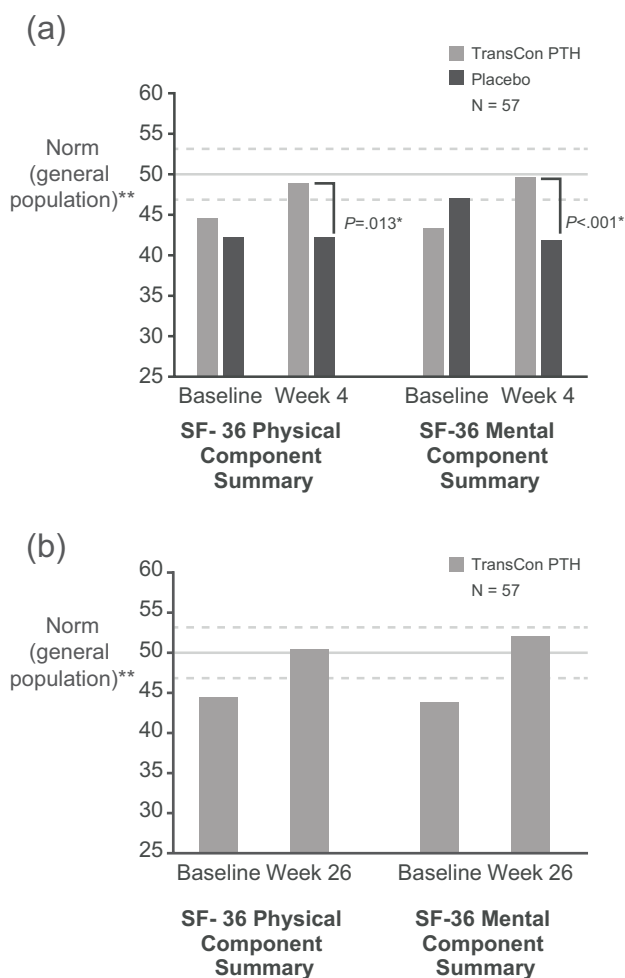 (a)
TransCon PTH
Placebo
N = 57
60
55
Norm
(general
population)**
50
45
40
35
30
25
P=.013*
P<.001*
Baseline Week 4
Baseline Week 4
SF- 36 Physical
Component
Summary
SF-36 Mental
Component
Summary
(b)
TransCon PTH
N = 57
60
55
Norm
(general
population)**
50
45
40
35
30
25
Baseline Week 26
Baseline Week 26
SF- 36 Physical
Component
Summary
SF-36 Mental
Component
Summary